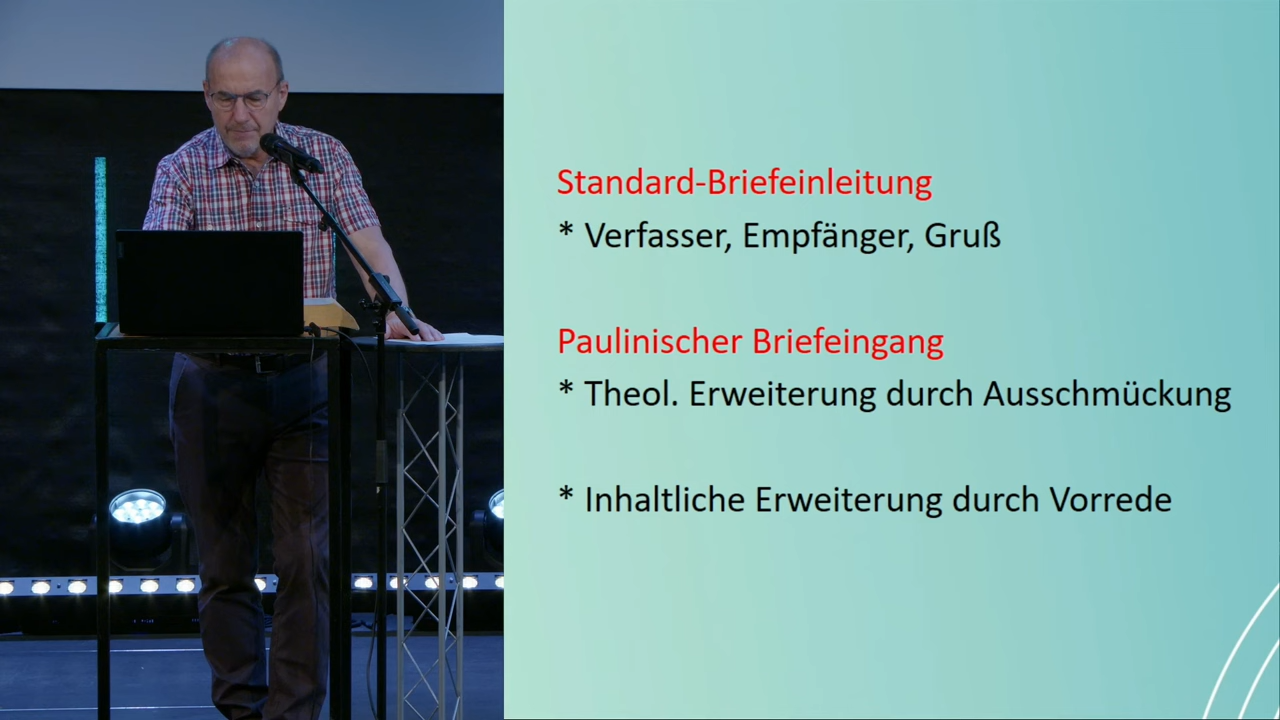 Standard-Briefeinleitung
* Verfasser, Empfänger, Gruß
Paulinischer Briefeingang
* Theol. Erweiterung durch Ausschmückung
* Inhaltliche Erweiterung durch Vorrede